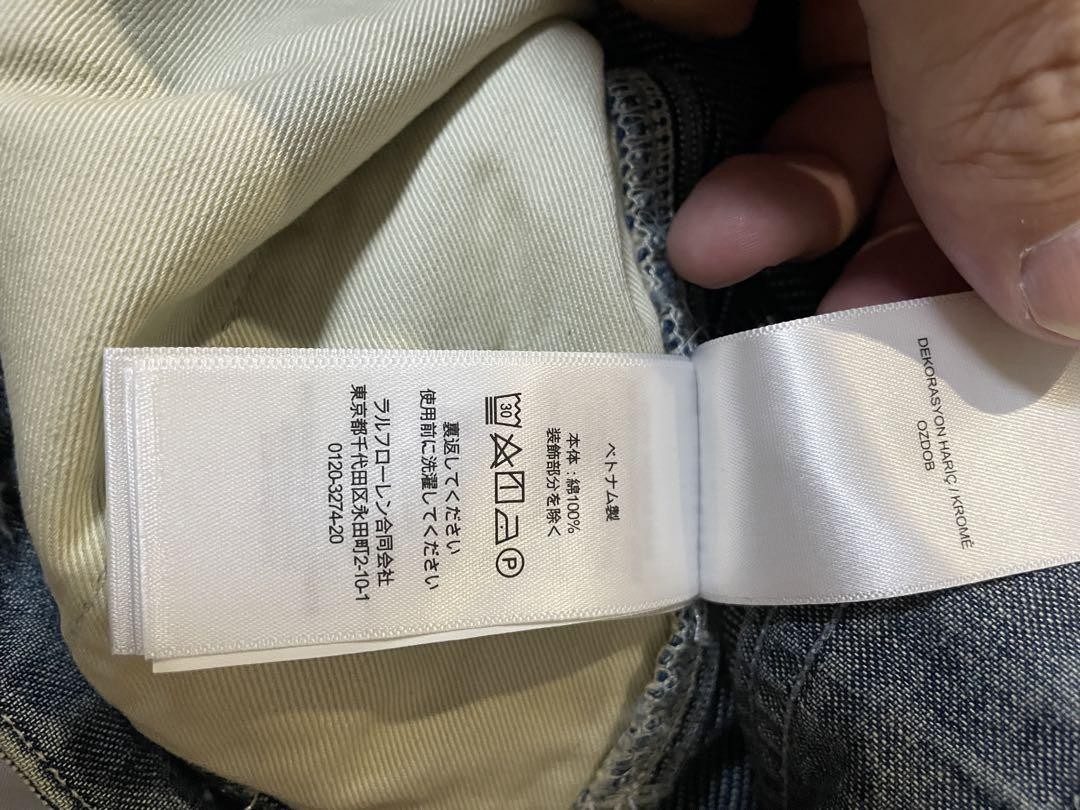 ベトナム製
本体 : 綿100%
装飾部分を除く
30
P
裏返してください
使用前に洗濯してください
ラルフローレン合同会社
東京都千代田区永田町2-10-1
0120-3274-20
DEKORASYON HARİÇ / KROMĚ
OZDOB